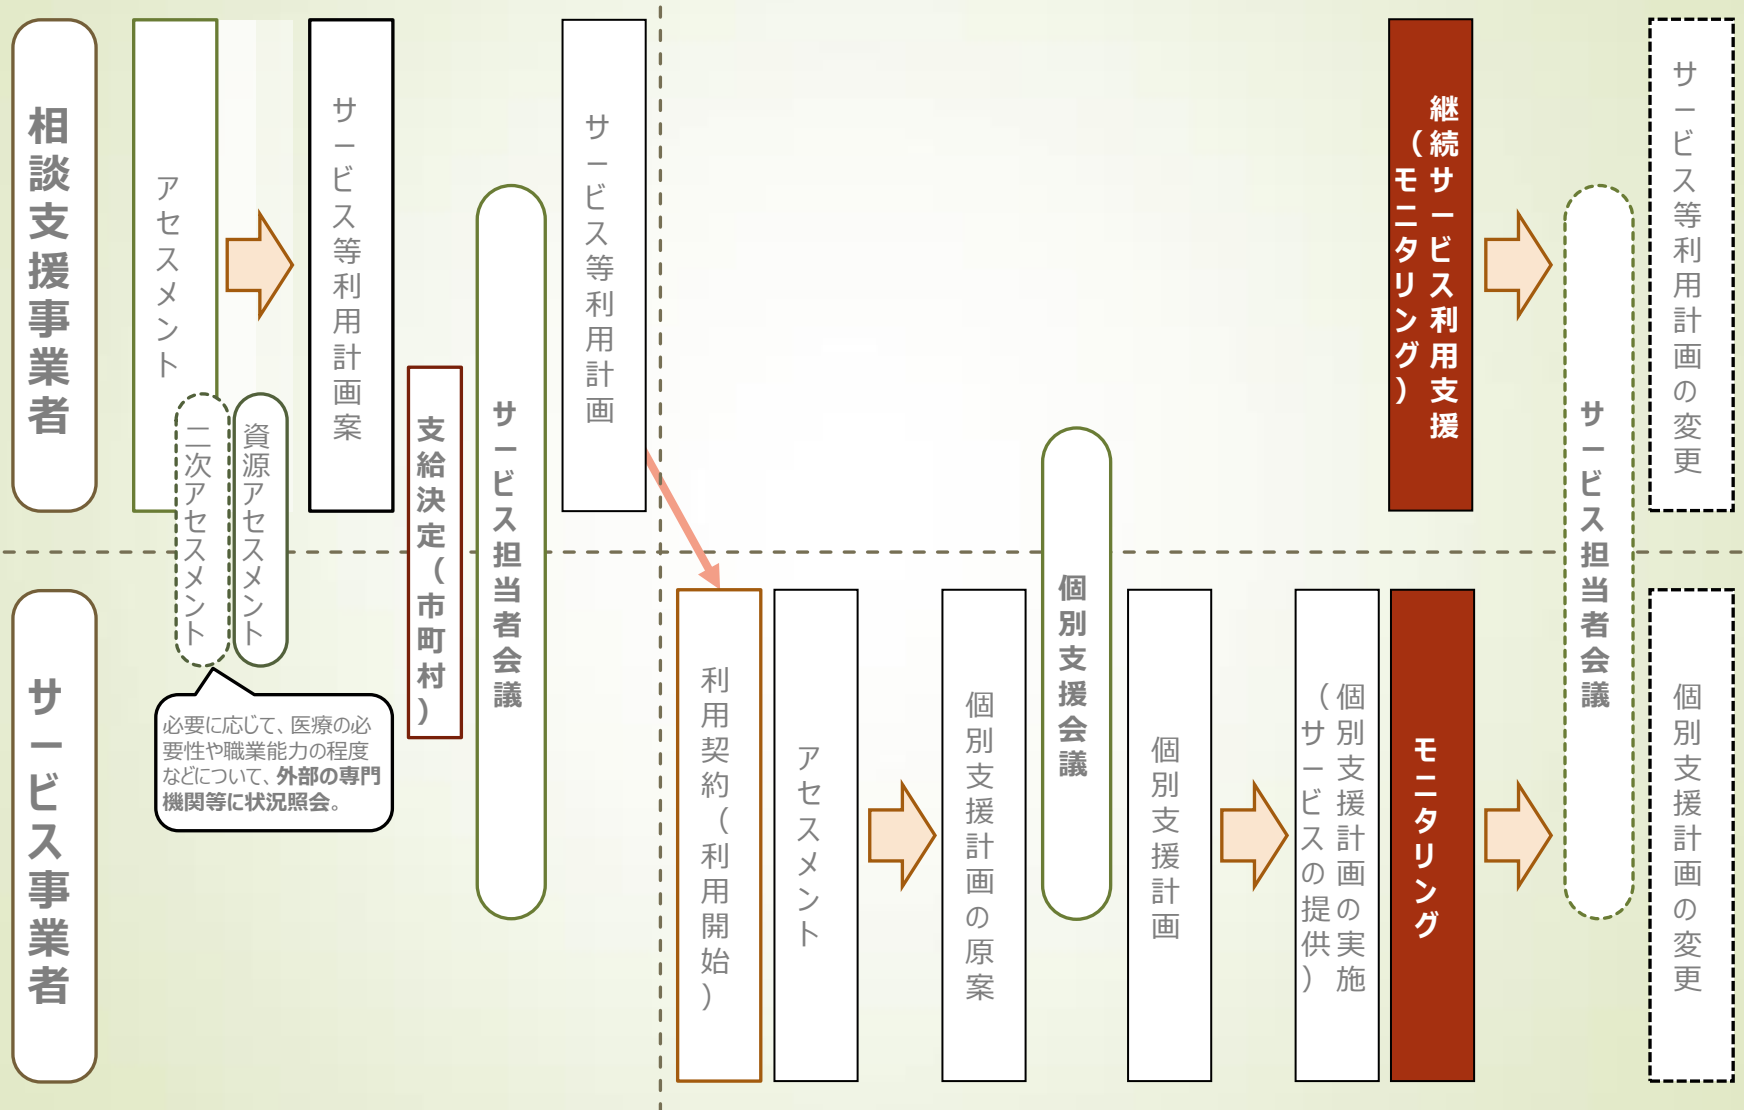 相談支援事業者
アセスメント
二次アセスメント
資源アセスメント
サービス等利用計画案
支給決定（市町村）
サービス担当者会議
サービス等利用計画
継続サービス利用支援
（モニタリング）
サービス担当者会議
サービス等利用計画の変更
サービス事業者
必要に応じて、医療の必
要性や職業能力の程度
などについて、外部の専門
機関等に状況照会。
利用契約（利用開始）
アセスメント
個別支援計画の原案
個別支援会議
個別支援計画
個別支援計画の実施
（サービスの提供）
モニタリング
個別支援計画の変更